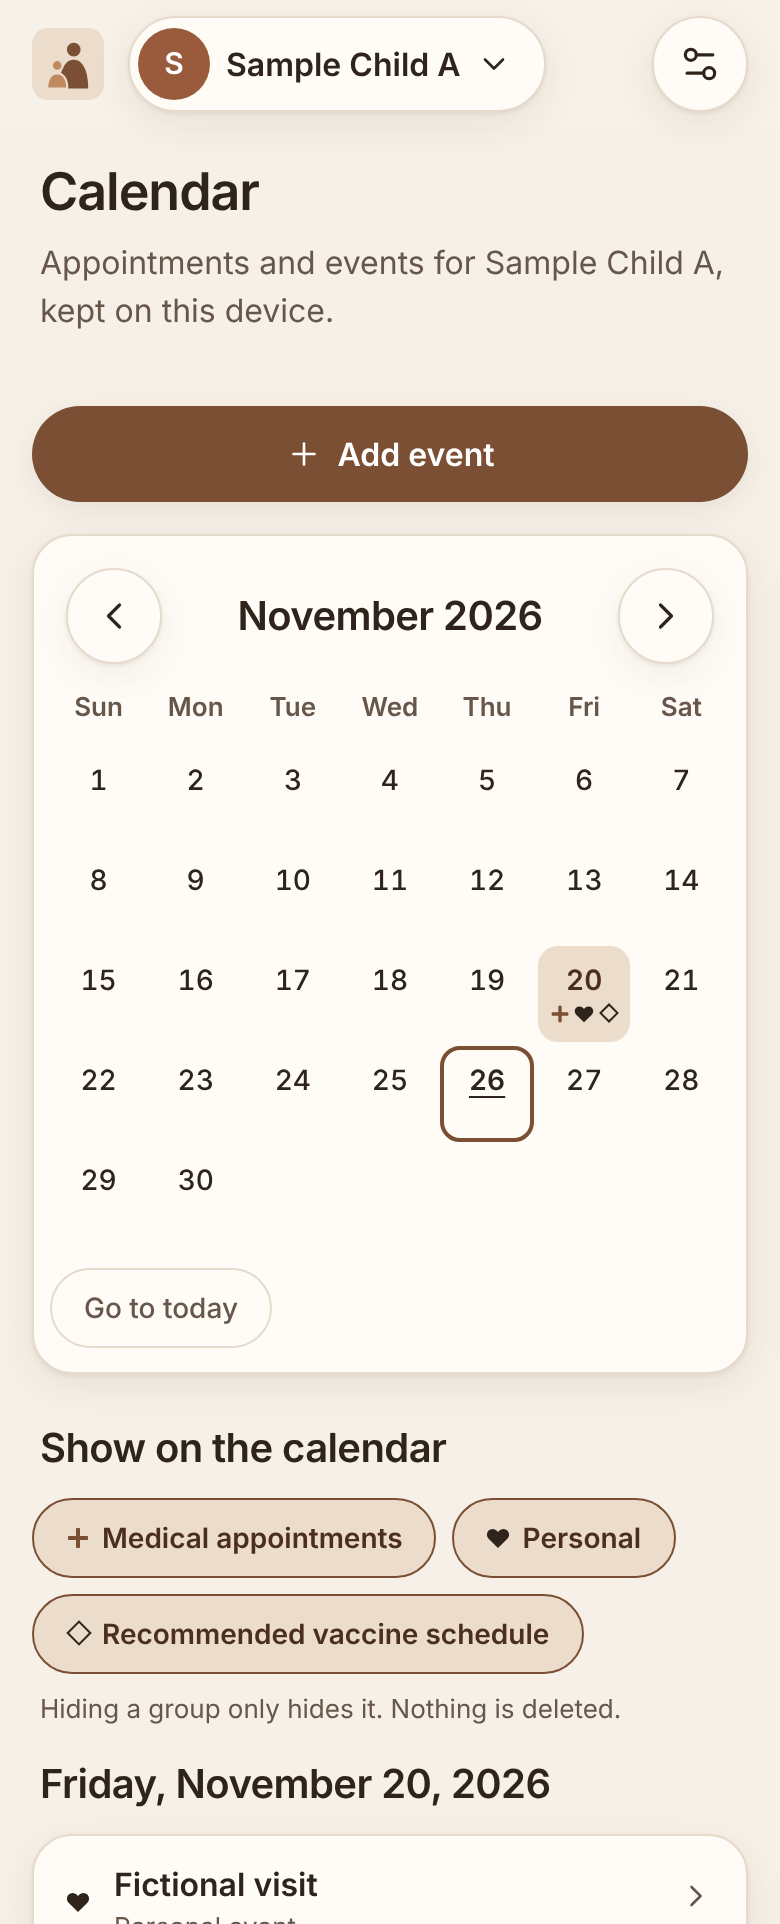 S Sample Child A
Calendar
Appointments and events for Sample Child A,
kept on this device.
Add event
November 2026
Sun Mon Tue Wed Thu Fri Sat
1 2 3 4 5 6 7
8 9 10 11 12 13 14
15 16 17 18 19 20 21
22 23 24 25 26 27 28
29 30
Go to today
Show on the calendar
Medical appointments Personal
Recommended vaccine schedule
Hiding a group only hides it. Nothing is deleted.
Friday, November 20, 2026
Fictional visit
Personal event